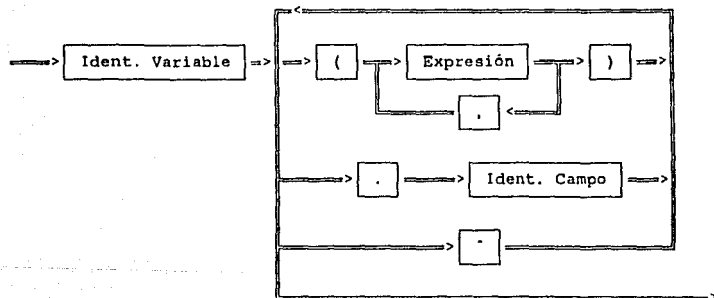 Ident. Variable
( Expresión )
,
. Ident. Campo
^